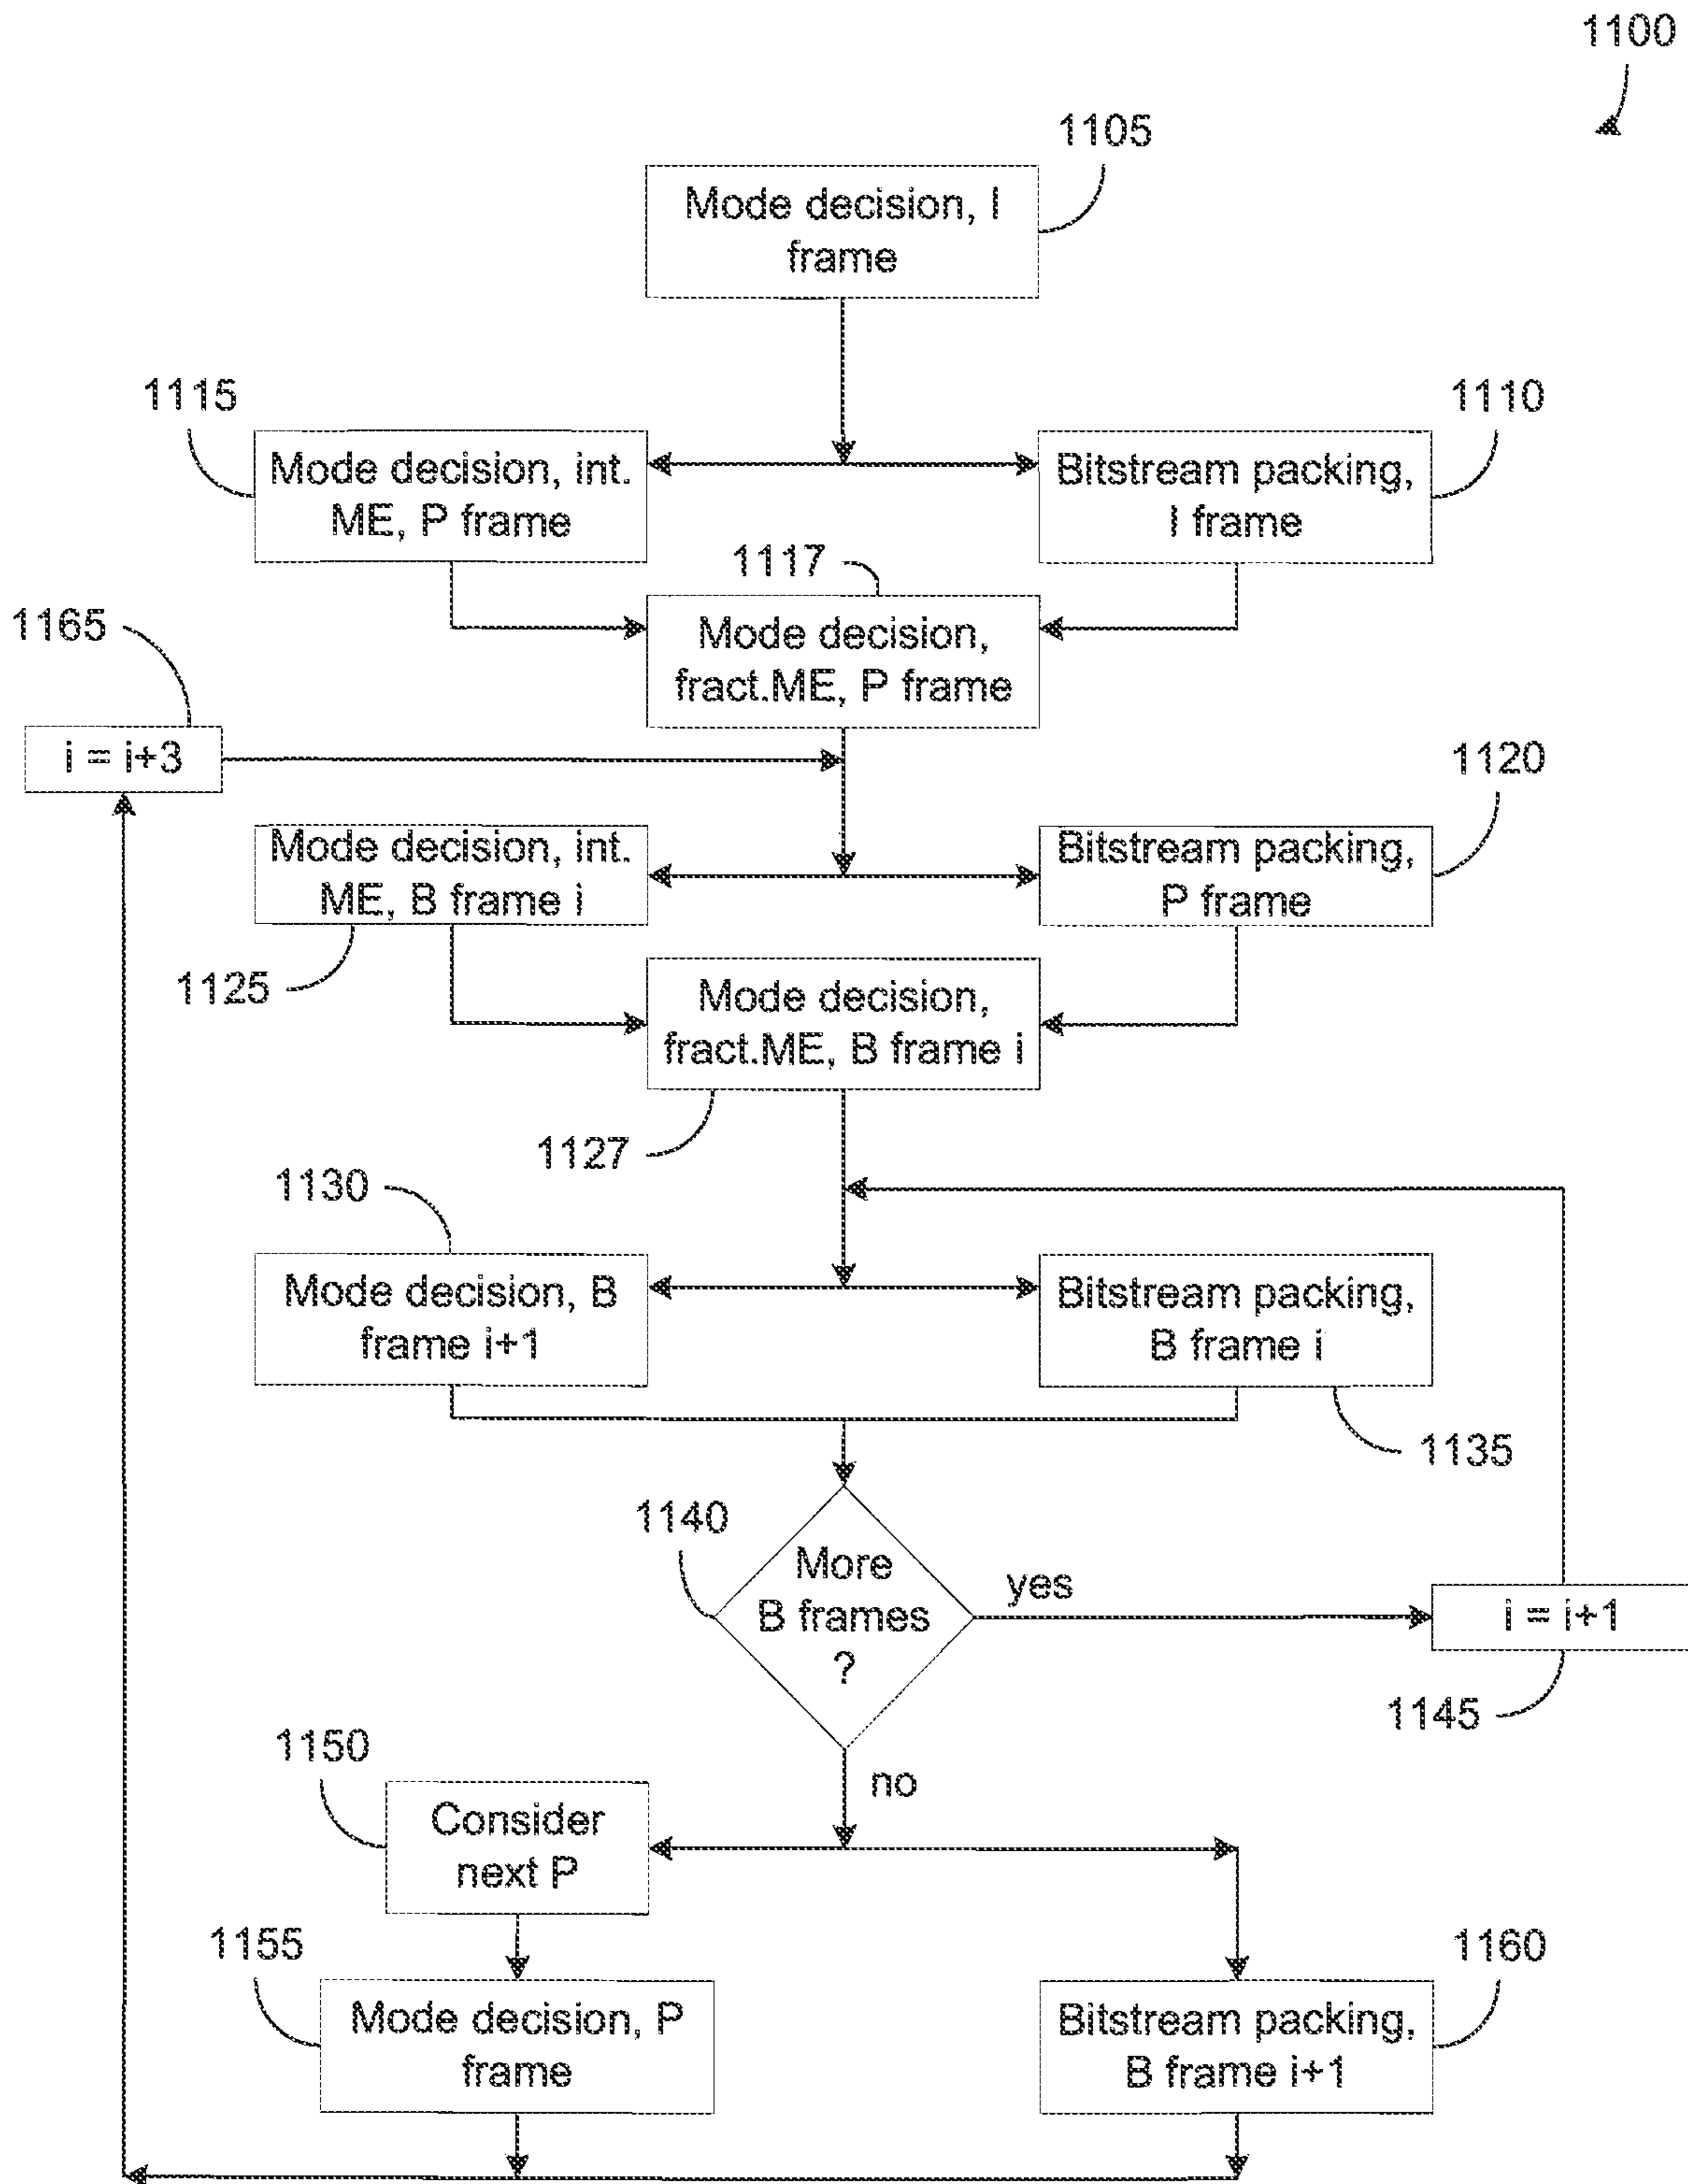 1100
1105
Mode decision, I
frame
1115
1110
Mode decision, int.
ME, P frame
Bitstream packing,
I frame
1117
1165
Mode decision,
fract.ME, P frame
i = i+3
1120
Mode decision, int.
ME, B frame i
Bitstream packing,
P frame
1125
Mode decision,
fract.ME, B frame i
1127
1130
Mode decision, B
frame i+1
Bitstream packing,
B frame i
1135
1140
More
B frames
?
yes
i = i+1
1145
1150
no
Consider
next P
1155
1160
Mode decision, P
frame
Bitstream packing,
B frame i+1